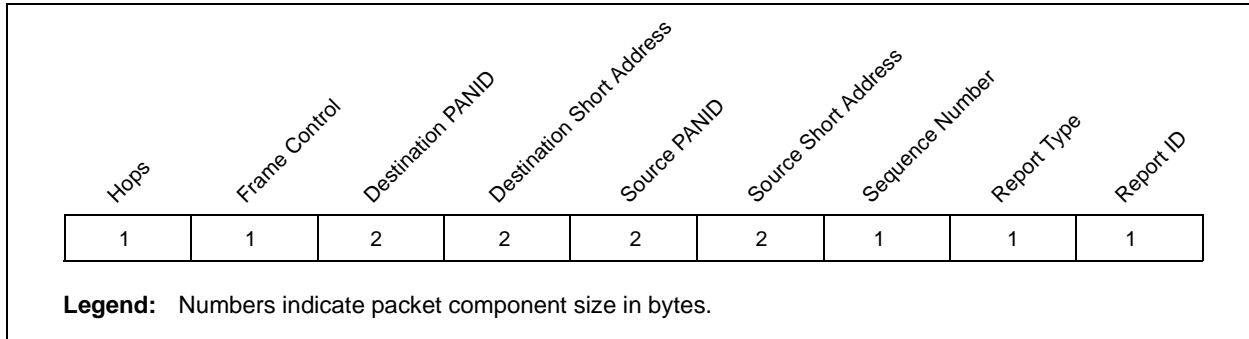 Hops
Frame Control
Destination PANID
Destination Short Address
Source PANID
Source Short Address
Sequence Number
Report Type
Report ID
1 1 2 2 2 2 1 1 1
Legend: Numbers indicate packet component size in bytes.